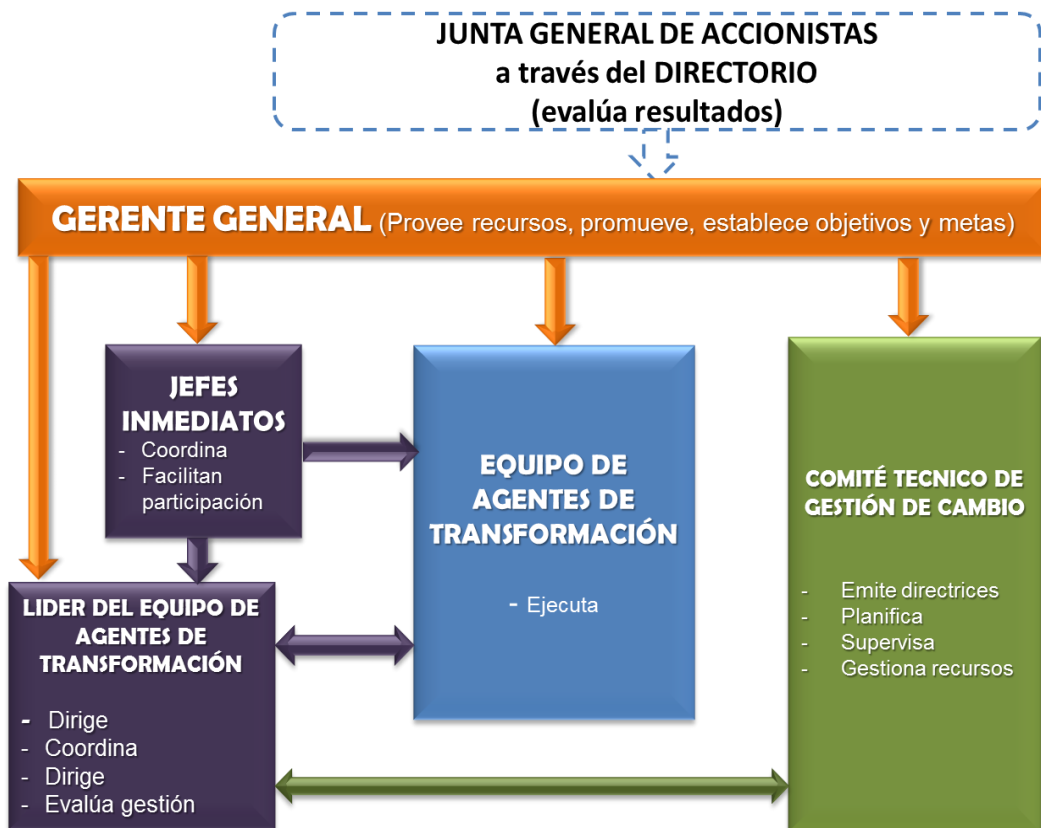 JUNTA GENERAL DE ACCIONISTAS
a través del DIRECTORIO
(evalúa resultados)
GERENTE GENERAL (Provee recursos, promueve, establece objetivos y metas)
JEFES
INMEDIATOS
- Coordina
- Facilitan
participación
EQUIPO DE
AGENTES DE
TRANSFORMACIÓN
- Ejecuta
COMITÉ TECNICO DE
GESTIÓN DE CAMBIO
- Emite directrices
- Planifica
- Supervisa
- Gestiona recursos
LIDER DEL EQUIPO DE
AGENTES DE
TRANSFORMACIÓN
- Dirige
- Coordina
- Dirige
- Evalúa gestión